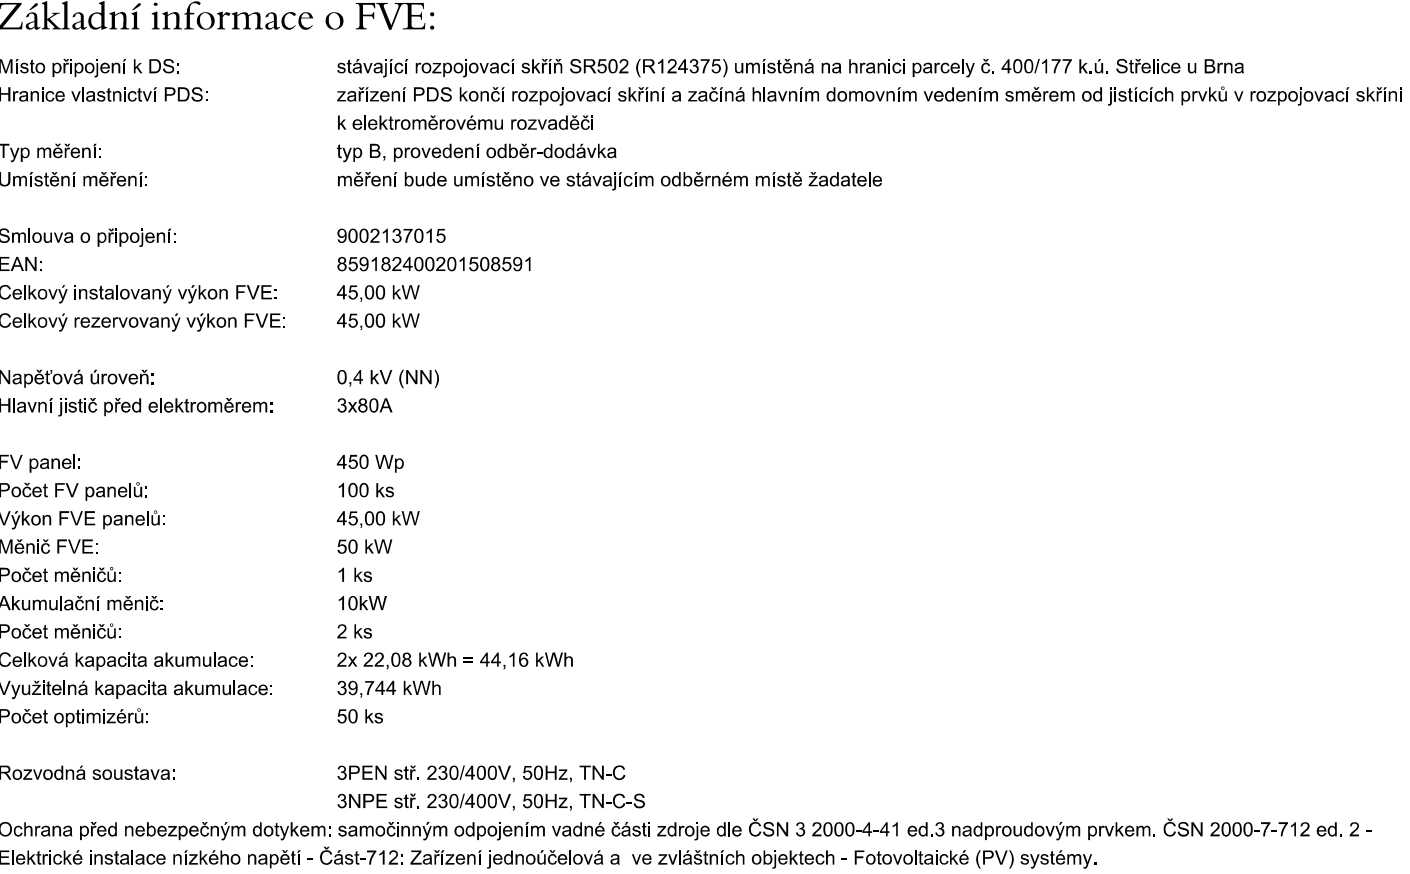 Základní informace o FVE:
Místo připojení k DS: stávající rozpojovací skříň SR502 (R124375) umístěná na hranici parcely č. 400/177 k.ú. Střelice u Brna
Hranice vlastnictví PDS: zařízení PDS končí rozpojovací skříní a začíná hlavním domovním vedením směrem od jistících prvků v rozpojovací skříni
k elektroměrovému rozvaděči
Typ měření: typ B, provedení odběr-dodávka
Umístění měření: měření bude umístěno ve stávajícím odběrném místě žadatele
Smlouva o připojení: 9002137015
EAN: 859182400201508591
Celkový instalovaný výkon FVE: 45,00 kW
Celkový rezervovaný výkon FVE: 45,00 kW
Napěťová úroveň: 0,4 kV (NN)
Hlavní jistič před elektroměrem: 3x80A
FV panel: 450 Wp
Počet FV panelů: 100 ks
Výkon FVE panelů: 45,00 kW
Měnič FVE: 50 kW
Počet měničů: 1 ks
Akumulační měnič: 10kW
Počet měničů: 2 ks
Celková kapacita akumulace: 2x 22,08 kWh = 44,16 kWh
Využitelná kapacita akumulace: 39,744 kWh
Počet optimizérů: 50 ks
Rozvodná soustava: 3PEN stř. 230/400V, 50Hz, TN-C
3NPE stř. 230/400V, 50Hz, TN-C-S
Ochrana před nebezpečným dotykem: samočinným odpojením vadné části zdroje dle ČSN 3 2000-4-41 ed.3 nadproudovým prvkem. ČSN 2000-7-712 ed. 2 -
Elektrické instalace nízkého napětí - Část-712: Zařízení jednoúčelová a ve zvláštních objektech - Fotovoltaické (PV) systémy.